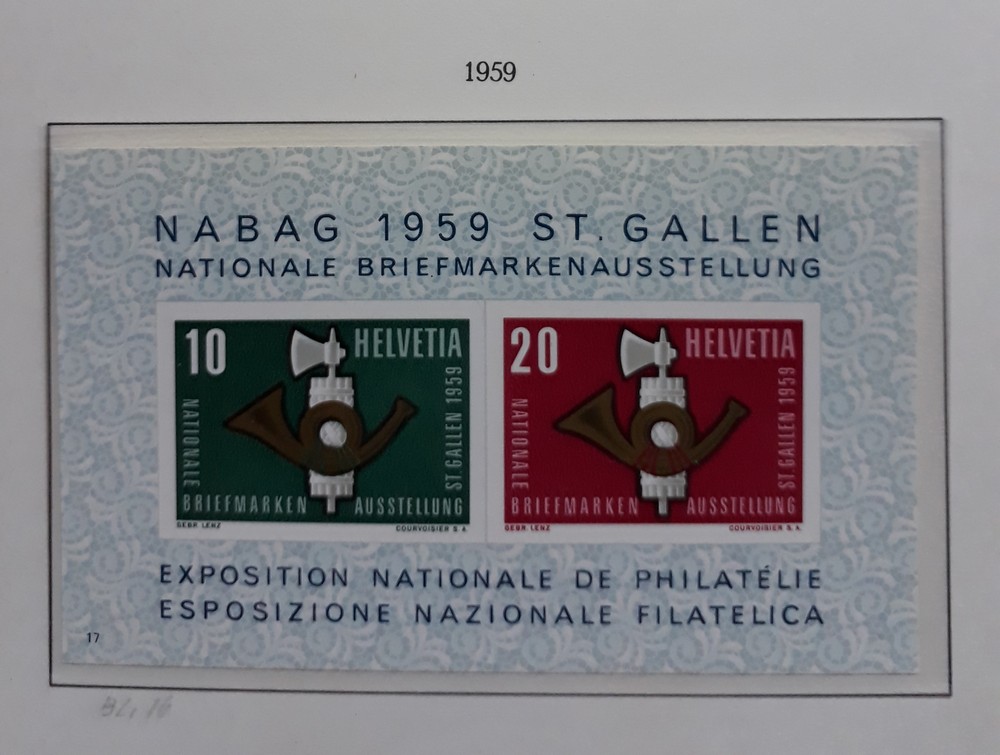 1959
NABAG 1959 ST. GALLEN
NATIONALE BRIEFMARKENAUSSTELLUNG
10 HELVETIA
NATIONALE
BRIEFMARKEN AUSSTELLUNG
ST. GALLEN 1959
GEBR. LENZ COURVOISIER S. A.
20 HELVETIA
NATIONALE
BRIEFMARKEN AUSSTELLUNG
ST. GALLEN 1959
GEBR. LENZ COURVOISIER S. A.
EXPOSITION NATIONALE DE PHILATÉLIE
ESPOSIZIONE NAZIONALE FILATELICA
17